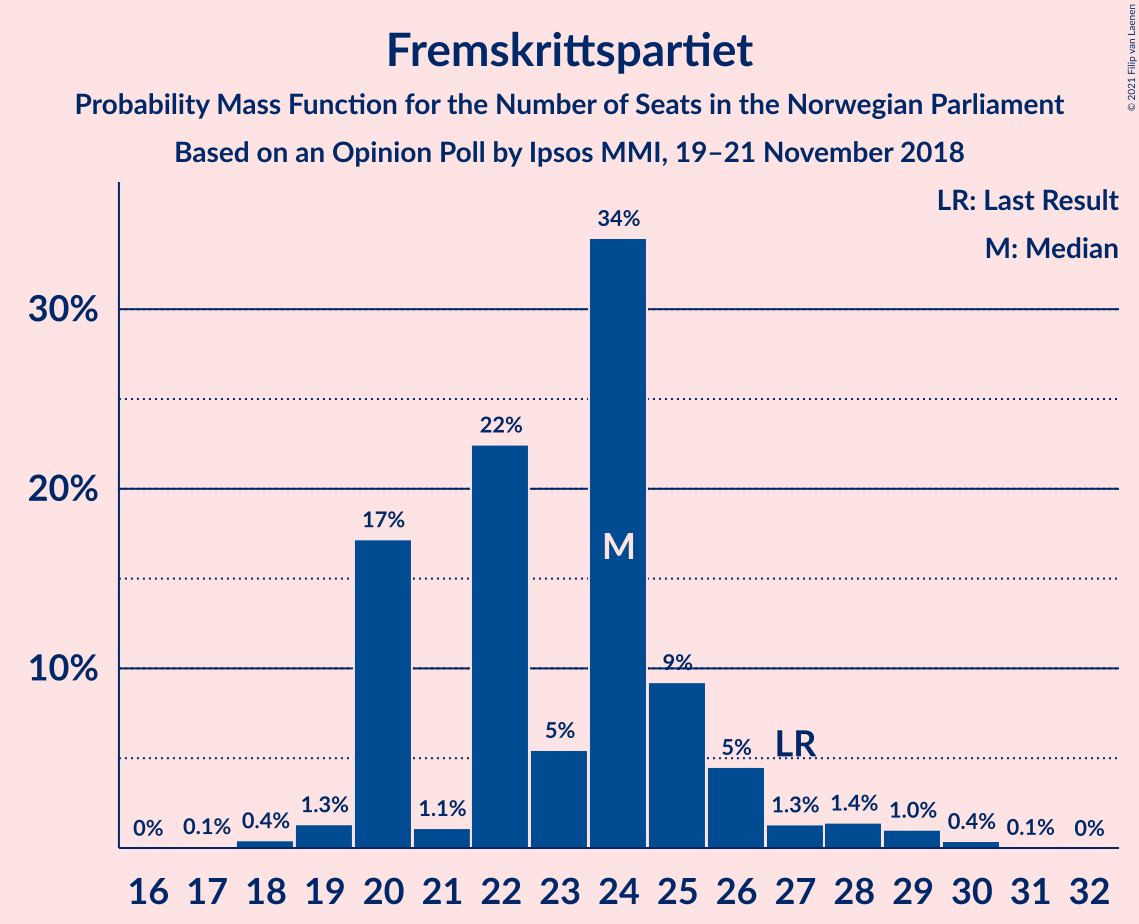 Fremskrittspartiet
Probability Mass Function for the Number of Seats in the Norwegian Parliament
Based on an Opinion Poll by Ipsos MMI, 19–21 November 2018
© 2021 Filip van Laenen
LR: Last Result
M: Median
30%
20%
10%
0% 0.1% 0.4% 1.3% 17% 1.1% 22% 5% 34% 9% 5% 1.3% 1.4% 1.0% 0.4% 0.1% 0%
M
LR
16 17 18 19 20 21 22 23 24 25 26 27 28 29 30 31 32